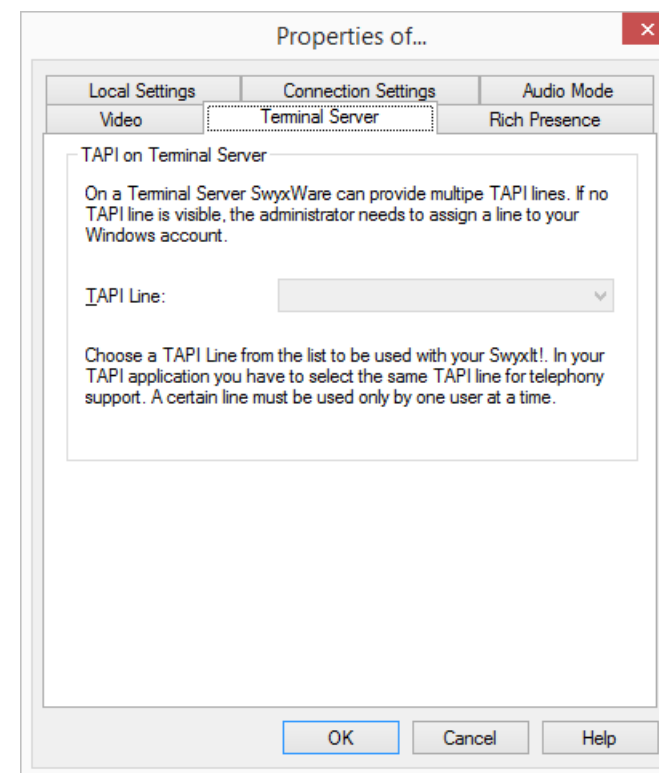 Properties of...
Local Settings
Connection Settings
Audio Mode
Video
Terminal Server
Rich Presence
TAPI on Terminal Server
On a Terminal Server SwyxWare can provide multipe TAPI lines. If no
TAPI line is visible, the administrator needs to assign a line to your
Windows account.
TAPI Line:
Choose a TAPI Line from the list to be used with your SwyxIt!. In your
TAPI application you have to select the same TAPI line for telephony
support. A certain line must be used only by one user at a time.
OK
Cancel
Help